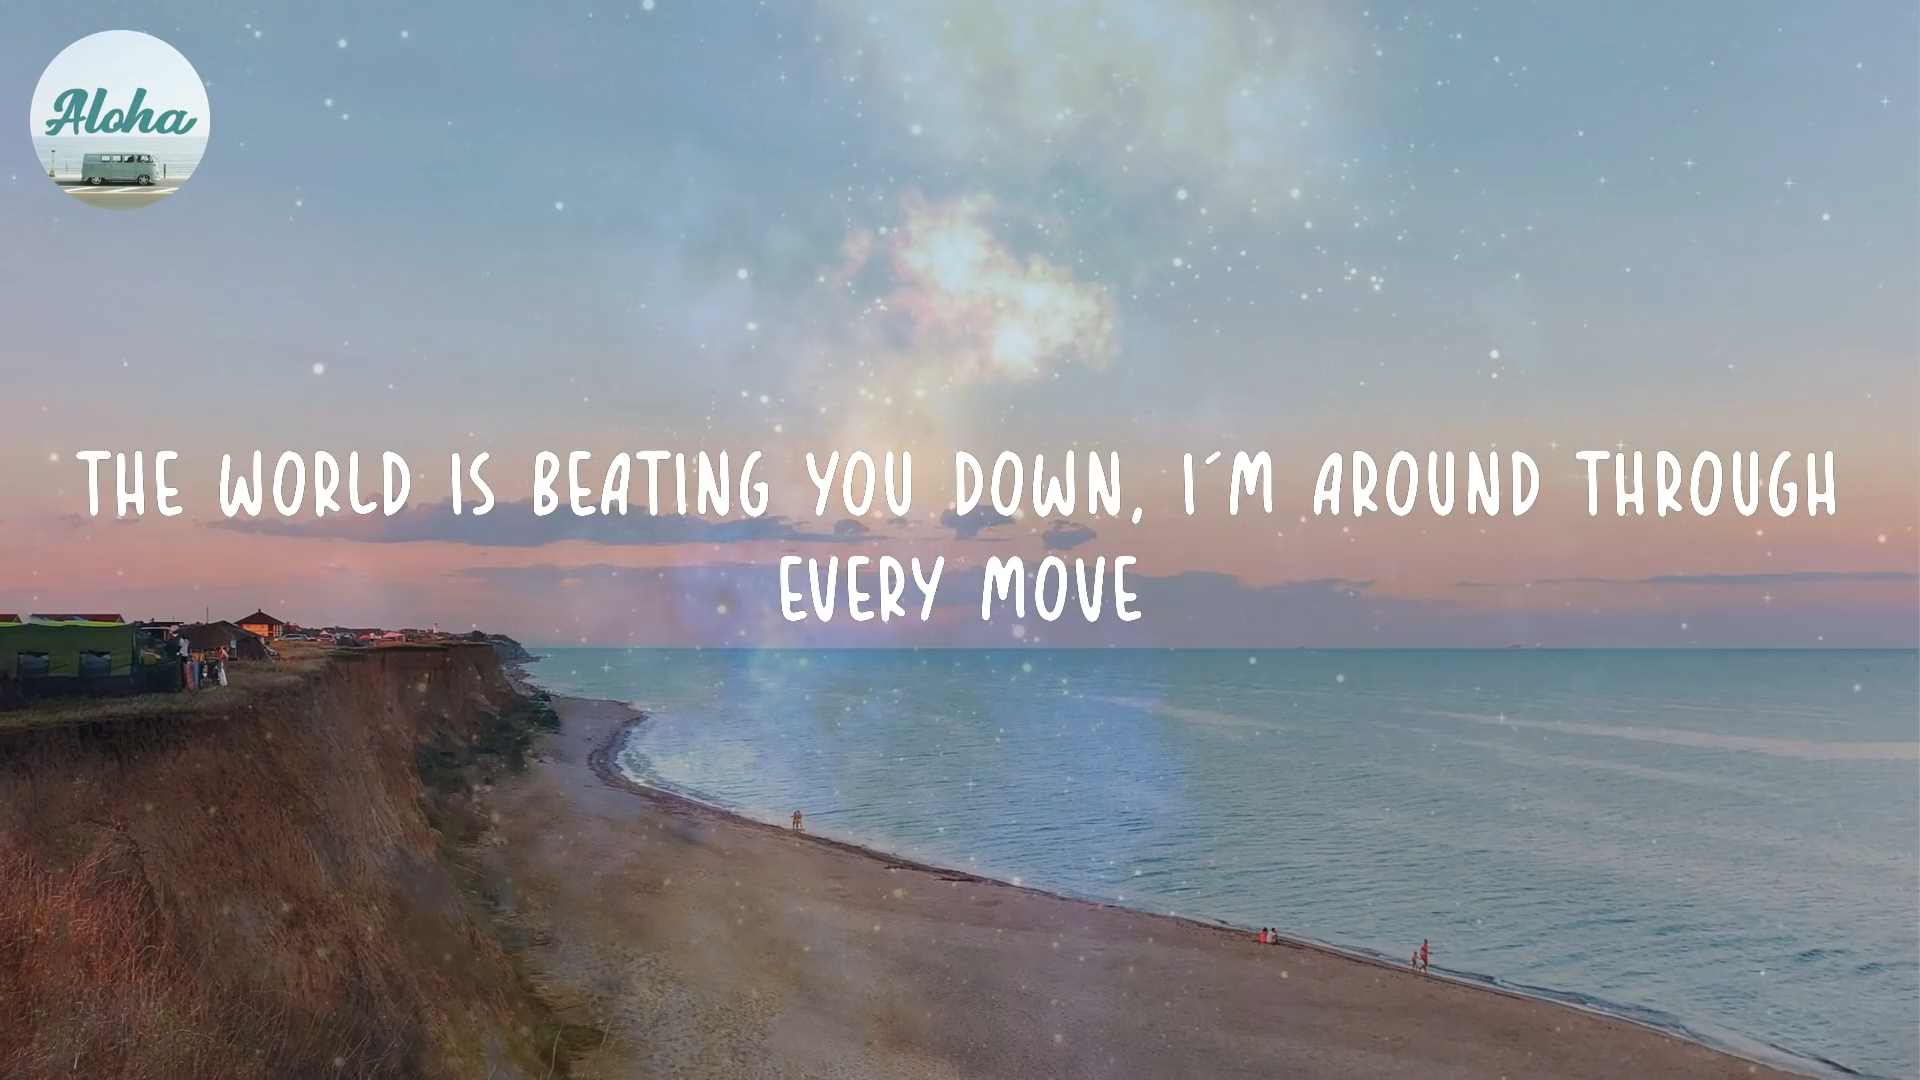 Aloha
THE WORLD IS BEATING YOU DOWN, I´M AROUND THROUGH
EVERY MOVE